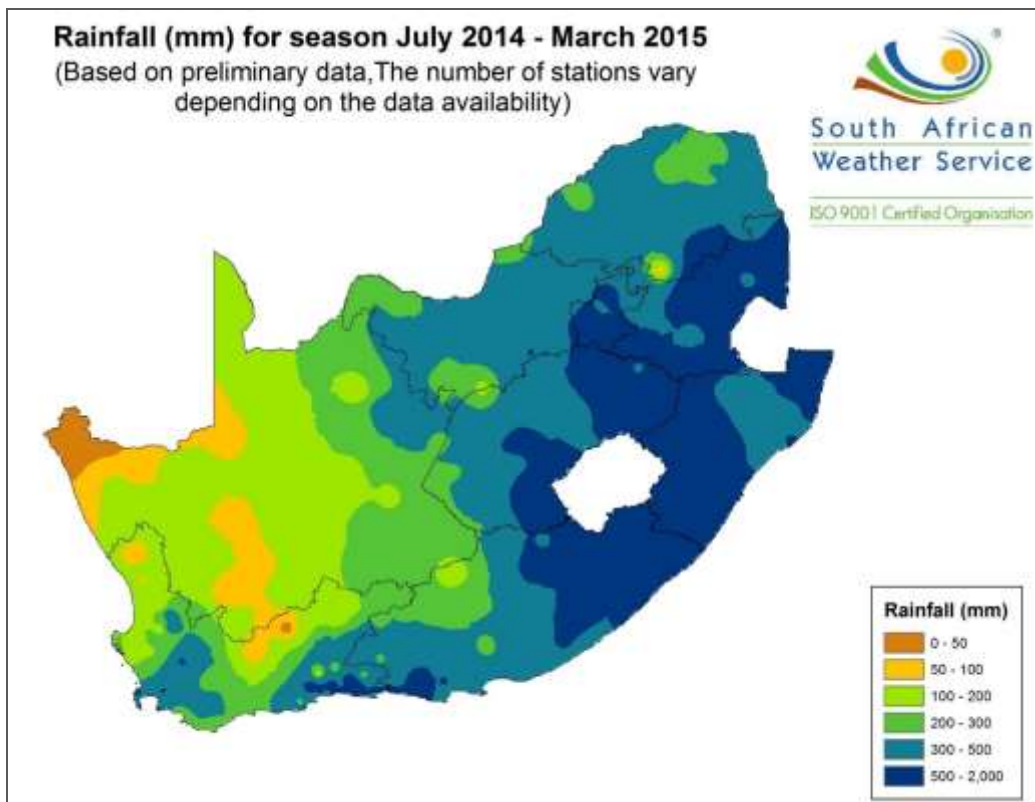 Rainfall (mm) for season July 2014 - March 2015
(Based on preliminary data,The number of stations vary
depending on the data availability)
®
South African
Weather Service
ISO 9001 Certified Organisation
Rainfall (mm)
0 - 50
50 - 100
100 - 200
200 - 300
300 - 500
500 - 2,000